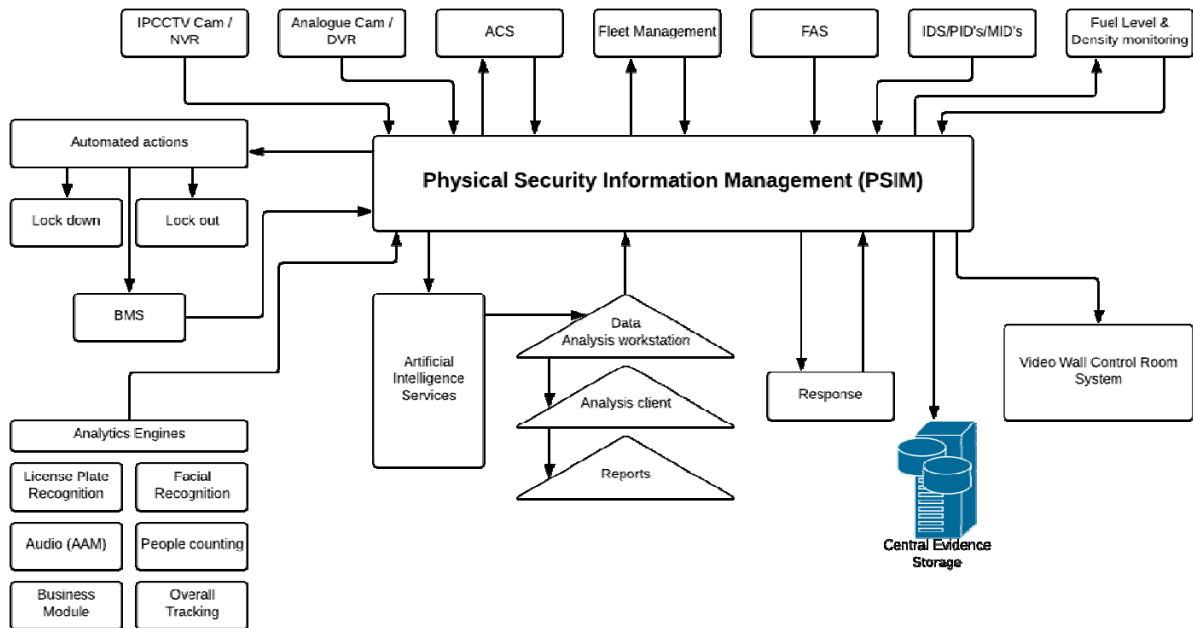 IPCCTV Cam /
NVR
Analogue Cam /
DVR
ACS
Fleet Management
FAS
IDS/PID's/MID's
Fuel Level &
Density monitoring
Automated actions
Physical Security Information Management (PSIM)
Lock down
Lock out
BMS
Data
Analysis workstation
Artificial
Intelligence
Services
Video Wall Control Room
System
Response
Analysis client
Analytics Engines
Reports
License Plate
Recognition
Facial
Recognition
Audio (AAM)
People counting
Central Evidence
Storage
Business
Module
Overall
Tracking